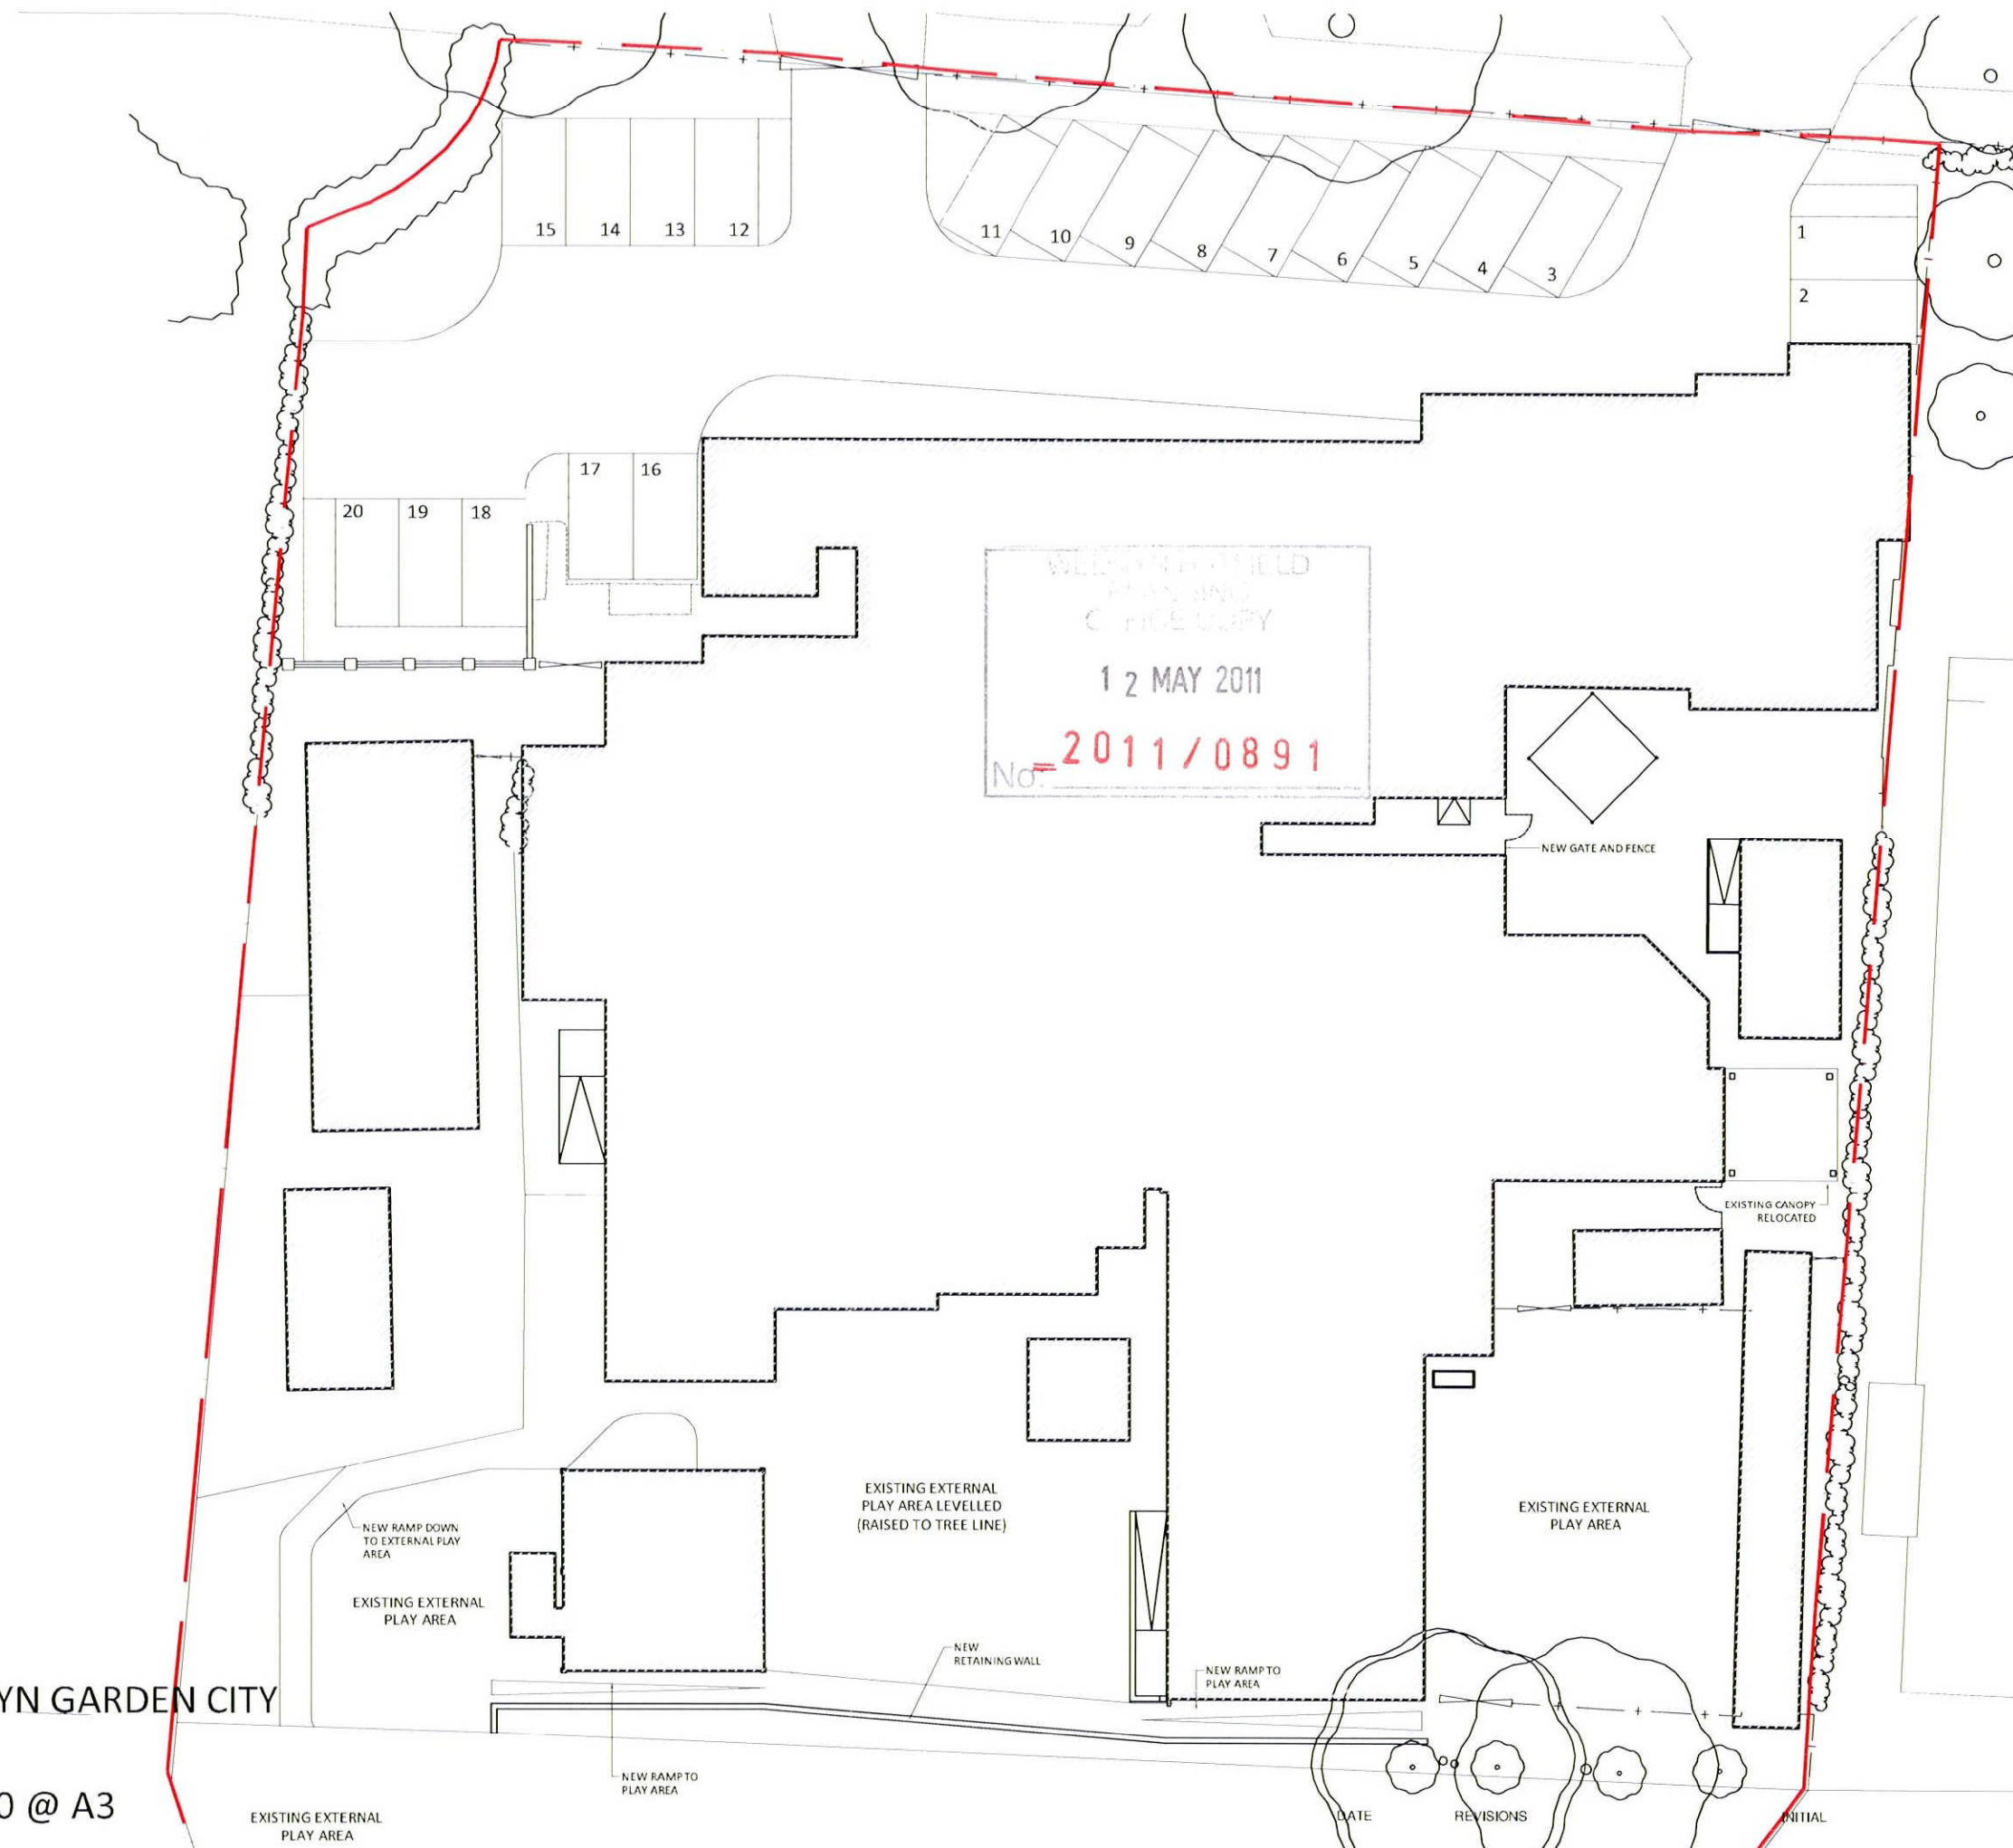 15
14
13
12
11
10
9
8
7
6
5
4
3
1
2
17
16
20
19
18
PLANNING
OFFICE COPY
12 MAY 2011
No. 2011/0891
NEW GATE AND FENCE
EXISTING CANOPY
RELOCATED
EXISTING EXTERNAL
PLAY AREA LEVELLED
(RAISED TO TREE LINE)
EXISTING EXTERNAL
PLAY AREA
NEW RAMP DOWN
TO EXTERNAL PLAY
AREA
EXISTING EXTERNAL
PLAY AREA
NEW
RETAINING WALL
NEW RAMP TO
PLAY AREA
YN GARDEN CITY
NEW RAMP TO
PLAY AREA
0 @ A3
EXISTING EXTERNAL
PLAY AREA
DATE
REVISIONS
INITIAL